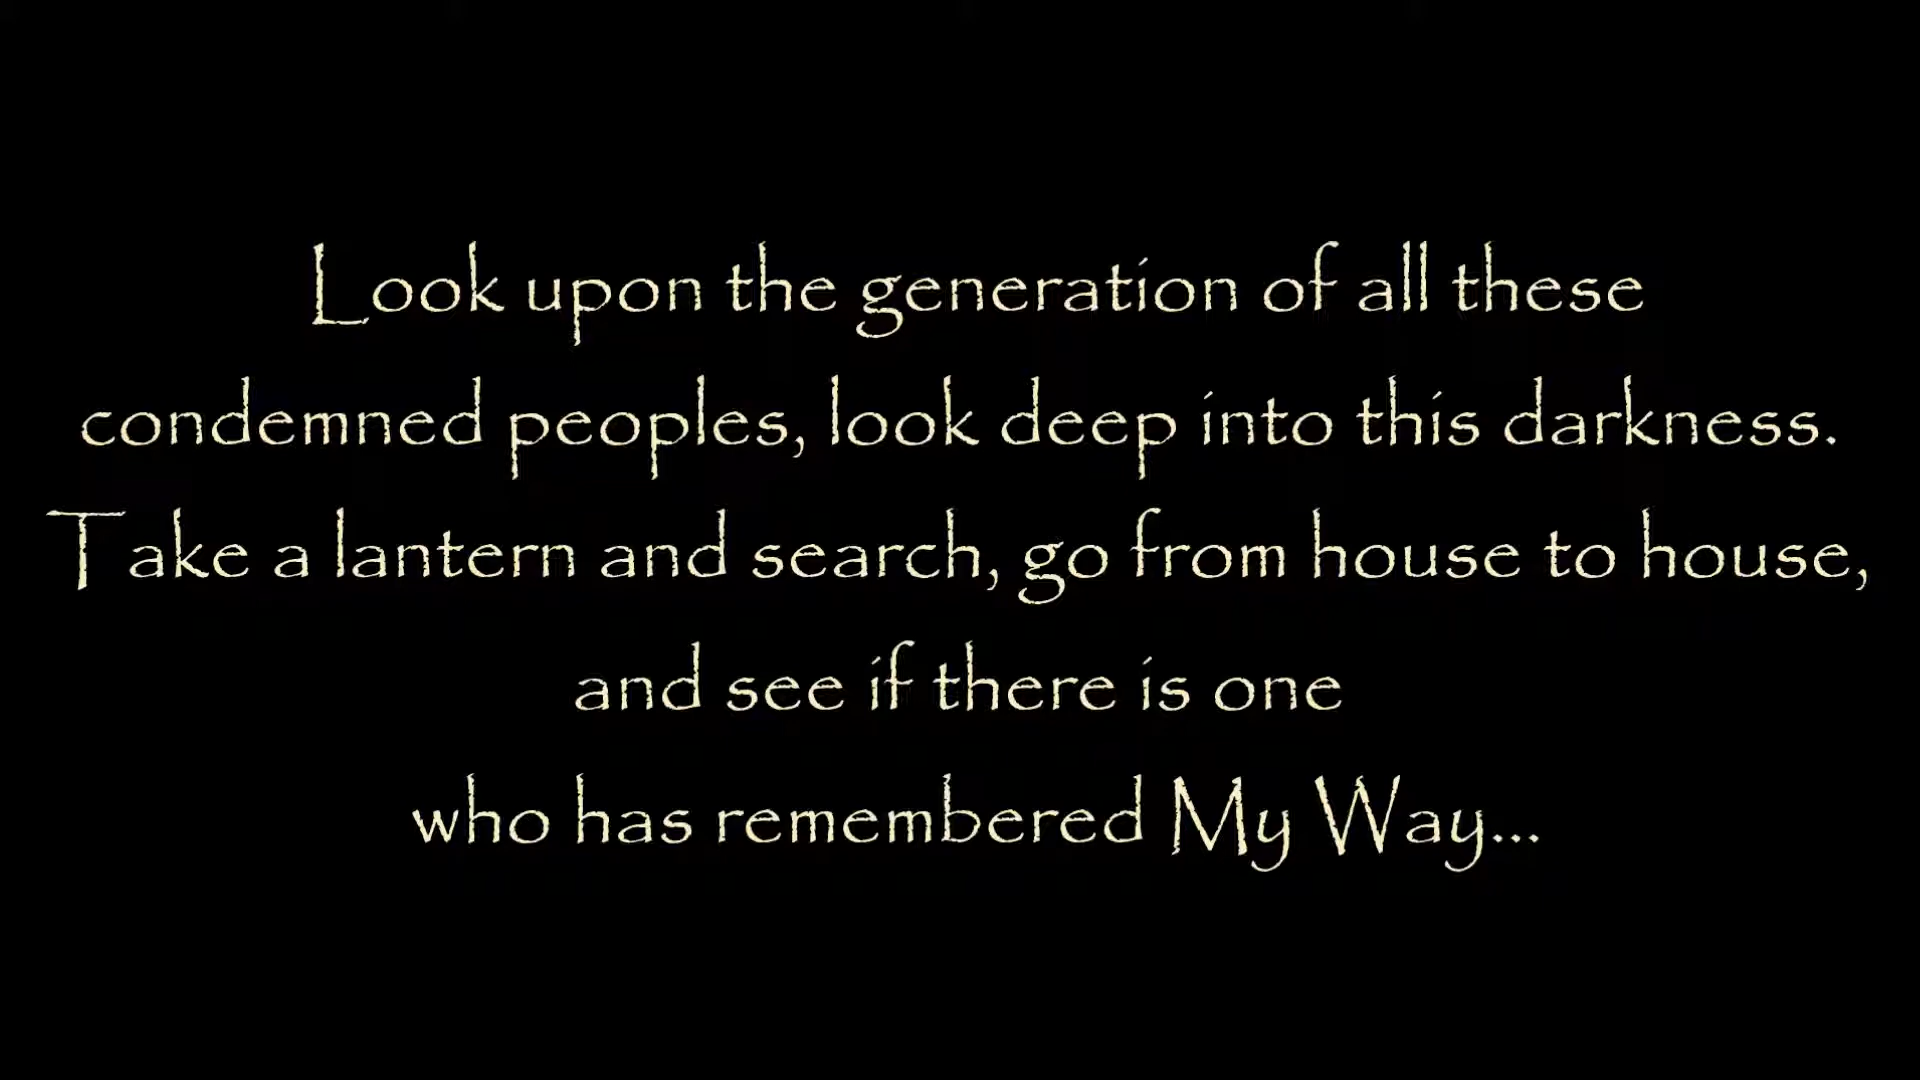 Look upon the generation of all these
condemned peoples, look deep into this darkness.
Take a lantern and search, go from house to house,
and see if there is one
who has remembered My Way...